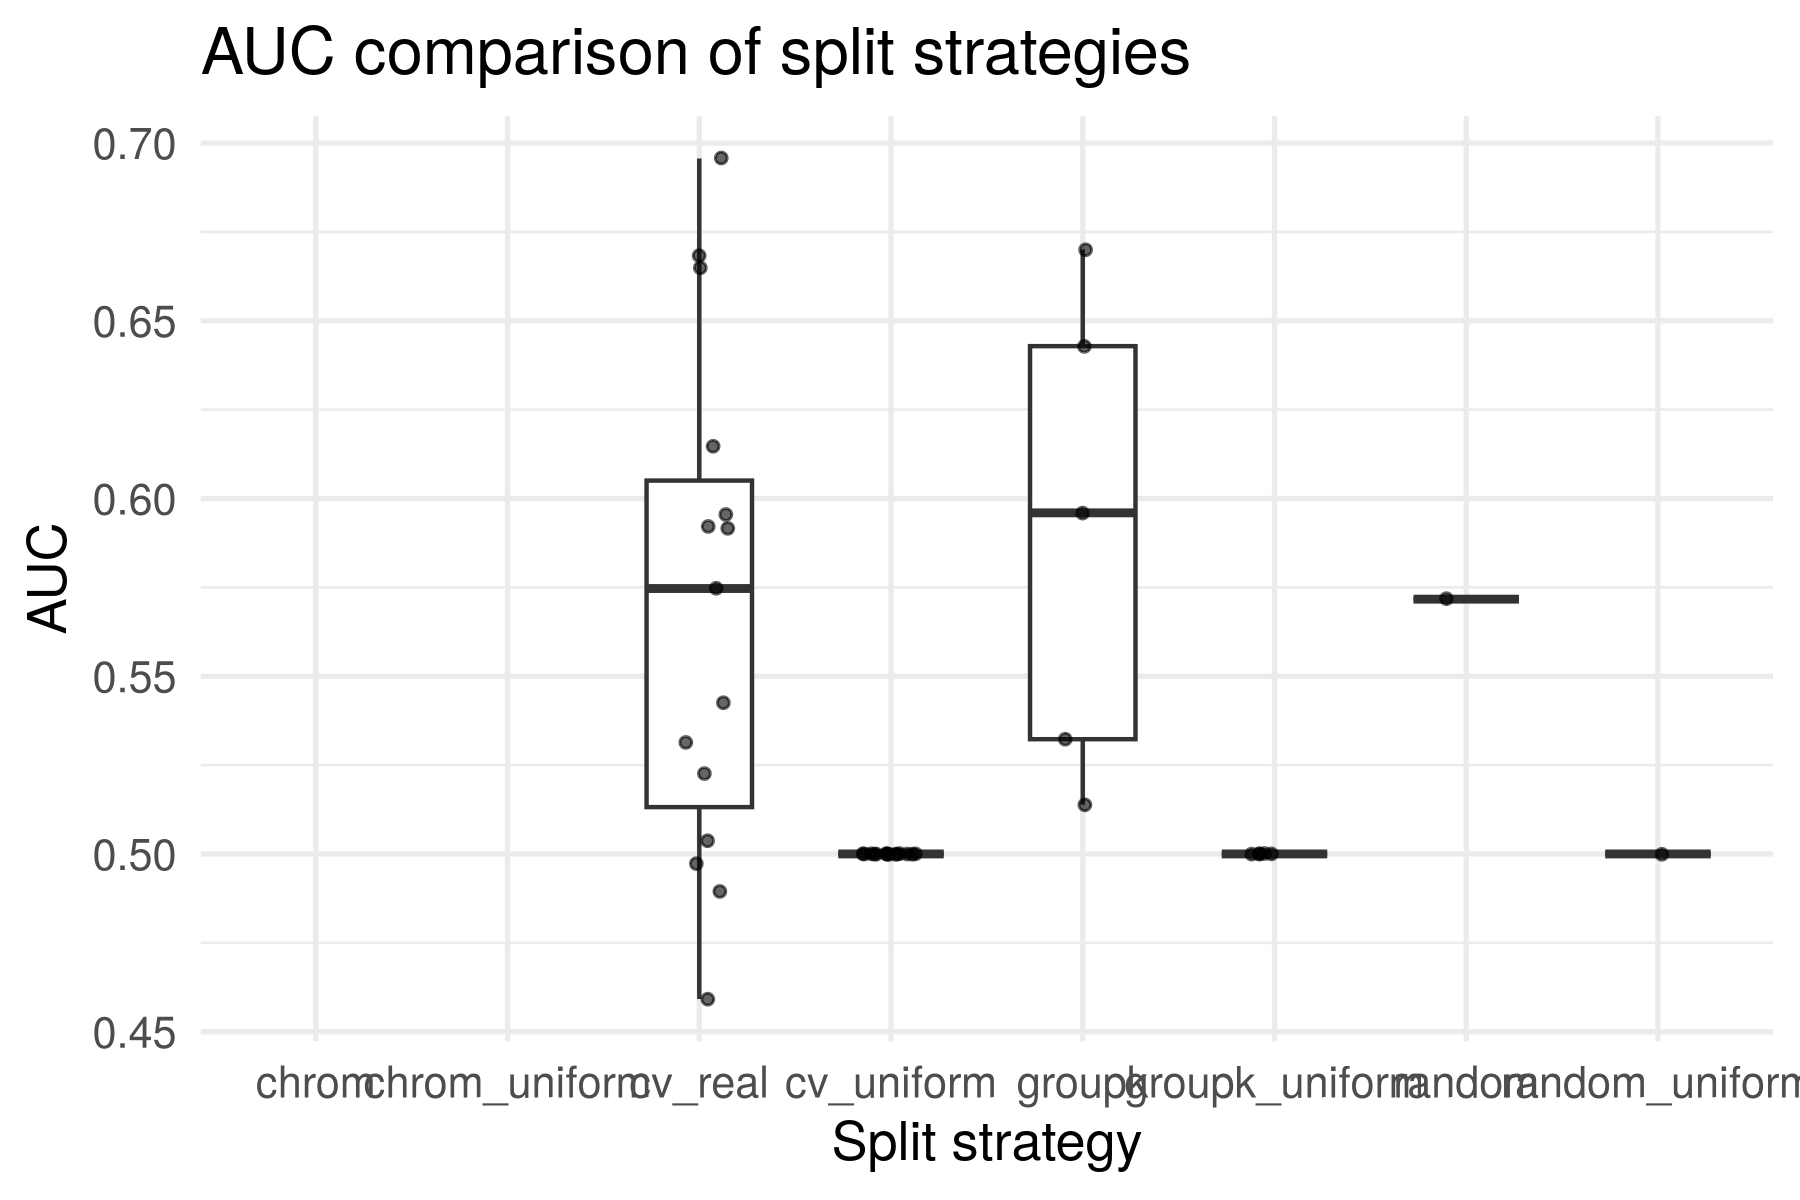 AUC comparison of split strategies
AUC
0.70
0.65
0.60
0.55
0.50
0.45
chrom chrom_uniform cv_real cv_uniform groupk groupk_uniform random random_uniform
Split strategy